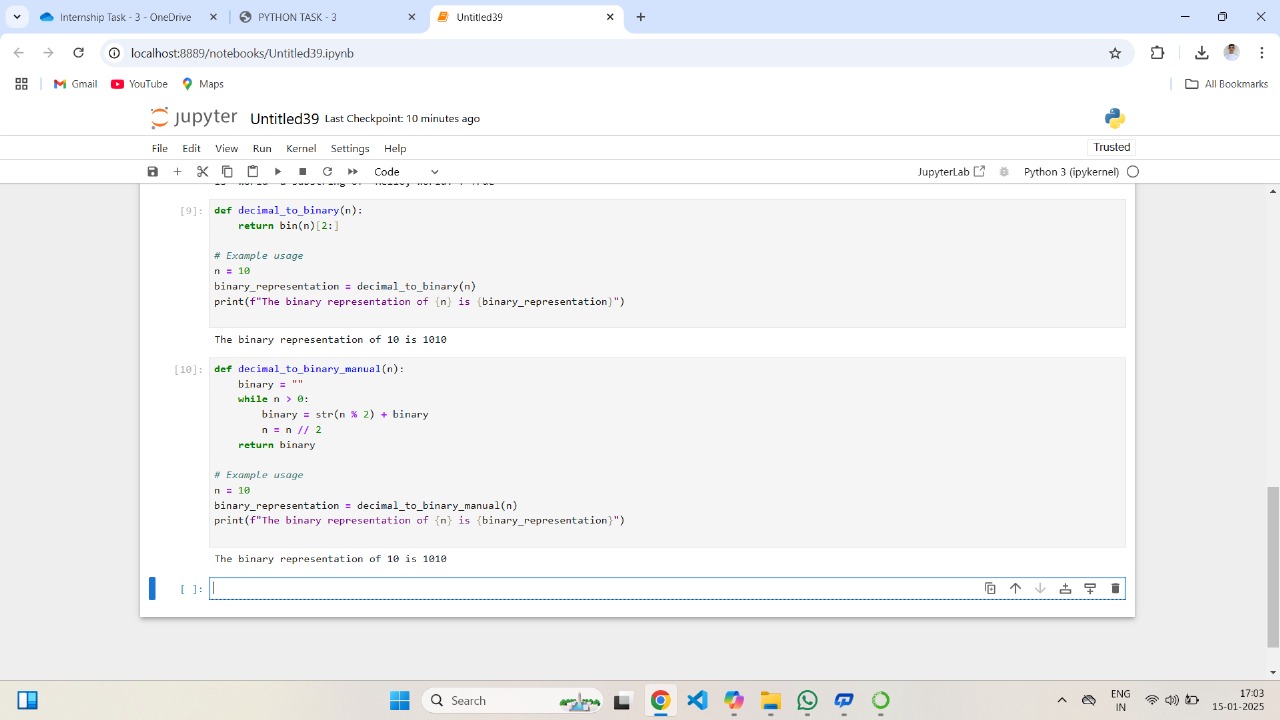 Internship Task - 3 - OneDrive
PYTHON TASK - 3
Untitled39
localhost:8889/notebooks/Untitled39.ipynb
Gmail
YouTube
Maps
All Bookmarks
jupyter Untitled39 Last Checkpoint: 10 minutes ago
File Edit View Run Kernel Settings Help
Trusted
Code
JupyterLab
Python 3 (ipykernel)
[9]:
def decimal_to_binary(n):
    return bin(n)[2:]
# Example usage
n = 10
binary_representation = decimal_to_binary(n)
print(f"The binary representation of {n} is {binary_representation}")
The binary representation of 10 is 1010
[10]:
def decimal_to_binary_manual(n):
    binary = ""
    while n > 0:
        binary = str(n % 2) + binary
        n = n // 2
    return binary
# Example usage
n = 10
binary_representation = decimal_to_binary_manual(n)
print(f"The binary representation of {n} is {binary_representation}")
The binary representation of 10 is 1010
[ ]:
Search
ENG
IN
17:03
15-01-2025